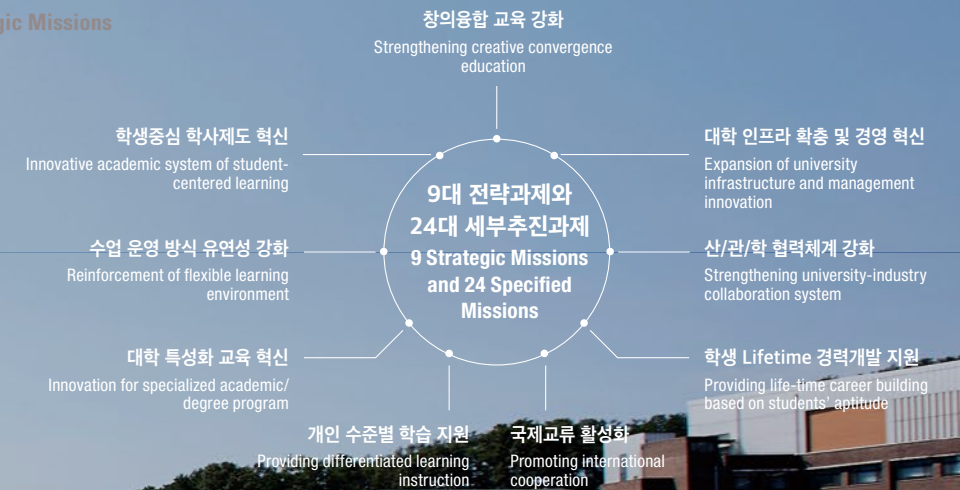 gic Missions
창의융합 교육 강화
Strengthening creative convergence
education
학생중심 학사제도 혁신
Innovative academic system of student-
centered learning
대학 인프라 확충 및 경영 혁신
Expansion of university
infrastructure and management
innovation
9대 전략과제와
24대 세부추진과제
9 Strategic Missions
and 24 Specified
Missions
수업 운영 방식 유연성 강화
Reinforcement of flexible learning
environment
산/관/학 협력체계 강화
Strengthening university-industry
collaboration system
대학 특성화 교육 혁신
Innovation for specialized academic/
degree program
학생 Lifetime 경력개발 지원
Providing life-time career building
based on students' aptitude
개인 수준별 학습 지원
Providing differentiated learning
instruction
국제교류 활성화
Promoting international
cooperation